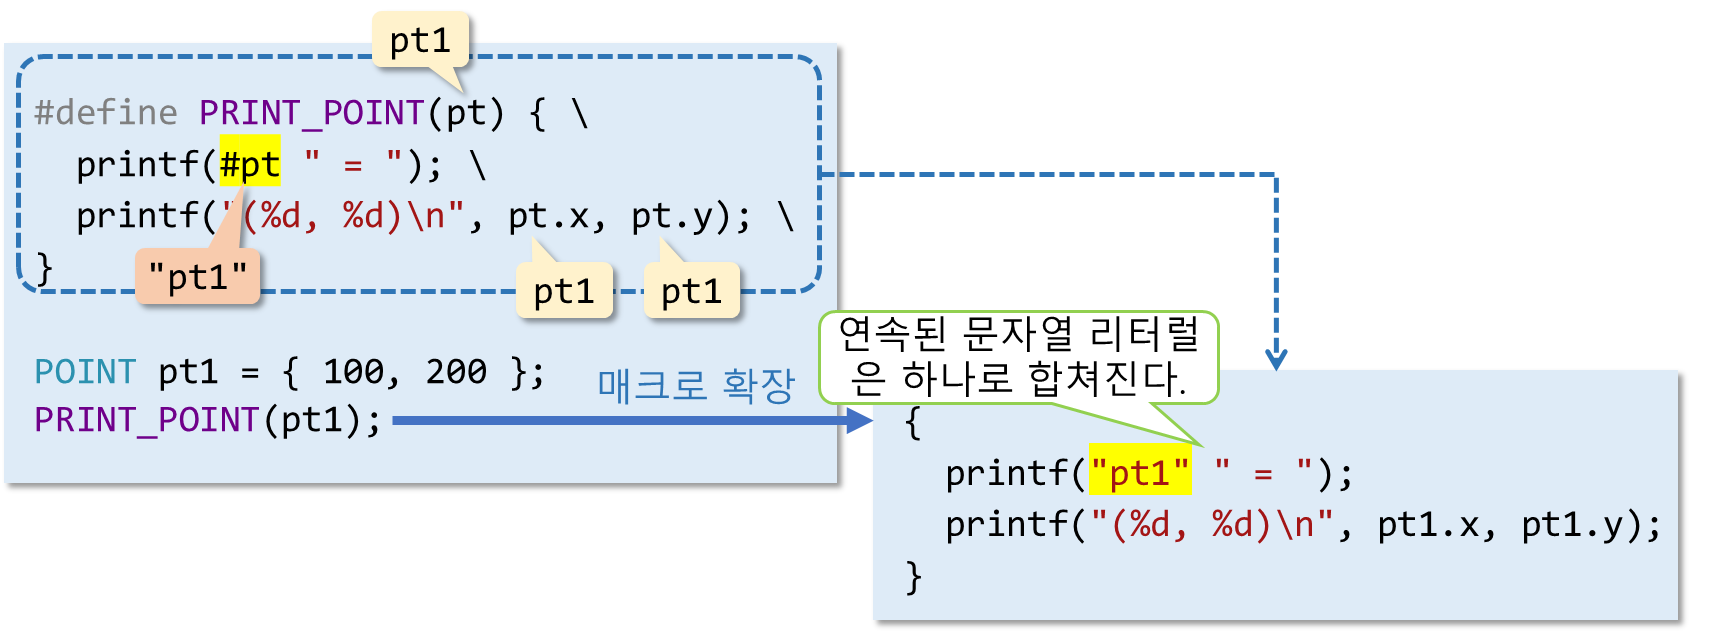 pt1
#define PRINT_POINT(pt) { \
printf(#pt " = "); \
printf("(%d, %d)\n", pt.x, pt.y); \
}
"pt1"
pt1
pt1
POINT pt1 = { 100, 200 };
PRINT_POINT(pt1);
매크로 확장
연속된 문자열 리터럴
은 하나로 합쳐진다.
{
printf("pt1" " = ");
printf("(%d, %d)\n", pt1.x, pt1.y);
}